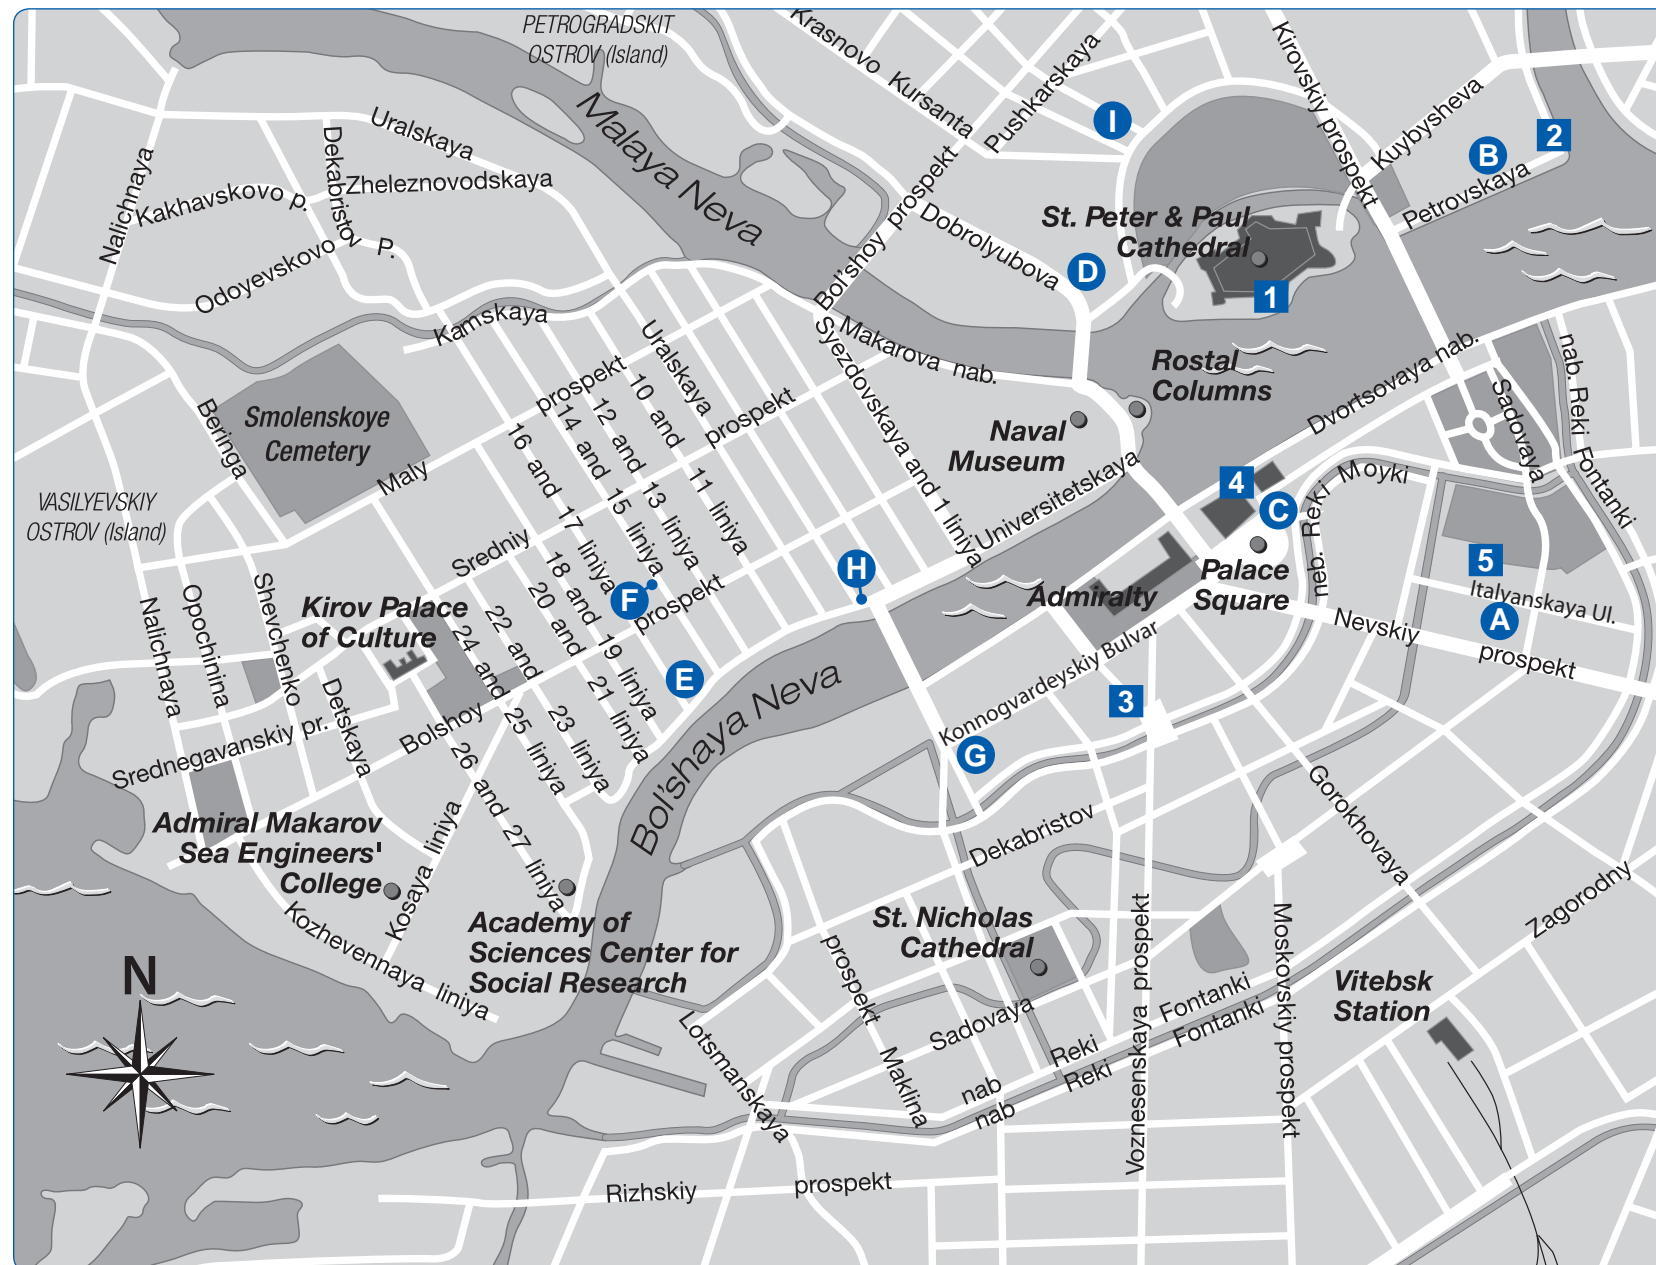 PETROGRADSKIT
OSTROV (Island)
Krasnovo Kursanta
Pushkarskaya
Kirovskiy prospekt
Kuybysheva
I
B
2
Petrovskaya
Malaya Neva
Uralskaya
Dekabristov
Zheleznovodskaya
Nalichnaya
Kakhavskovo p.
P.
Odoyevskovo
Bol'shoy prospekt
Dobrolyubova
D
St. Peter & Paul
Cathedral
1
Kamskaya
Uralskaya
Makarova nab.
Syezdovskaya and 1 liniya
Rostal
Columns
Dvortsovaya nab.
Sadovaya
nab. Reki Fontanki
prospekt
10 and 11 liniya
prospekt
12 and 13 liniya
14 and 15 liniya
16 and 17 liniya
Beringa
Smolenskoye
Cemetery
Maly
Naval
Museum
Universitetskaya
4
C
neb. Reki Moyki
VASILYEVSKIY
OSTROV (Island)
Sredniy
prospekt
18 and 19 liniya
20 and 21 liniya
22 and 23 liniya
24 and 25 liniya
26 and 27 liniya
H
F
E
Palace
Square
Admiralty
5
Italyanskaya Ul.
A
Nevskiy prospekt
Kirov Palace
of Culture
Nalichnaya
Opochinina
Shevchenko
Detskaya
Bolshoy
Srednegavanskiy pr.
Bol'shaya Neva
Konnogvardeyskiy Bulvar
3
G
Gorokhovaya
Dekabristov
Admiral Makarov
Sea Engineers'
College
Kosaya liniya
Kozhevennaya liniya
Academy of
Sciences Center for
Social Research
St. Nicholas
Cathedral
prospekt Maklina
Sadovaya
Voznesenskaya prospekt
Moskovskiy prospekt
Zagorodny
Vitebsk
Station
nab Reki Fontanki
nab Reki Fontanki
Lotsmanskaya
Rizhskiy prospekt
N